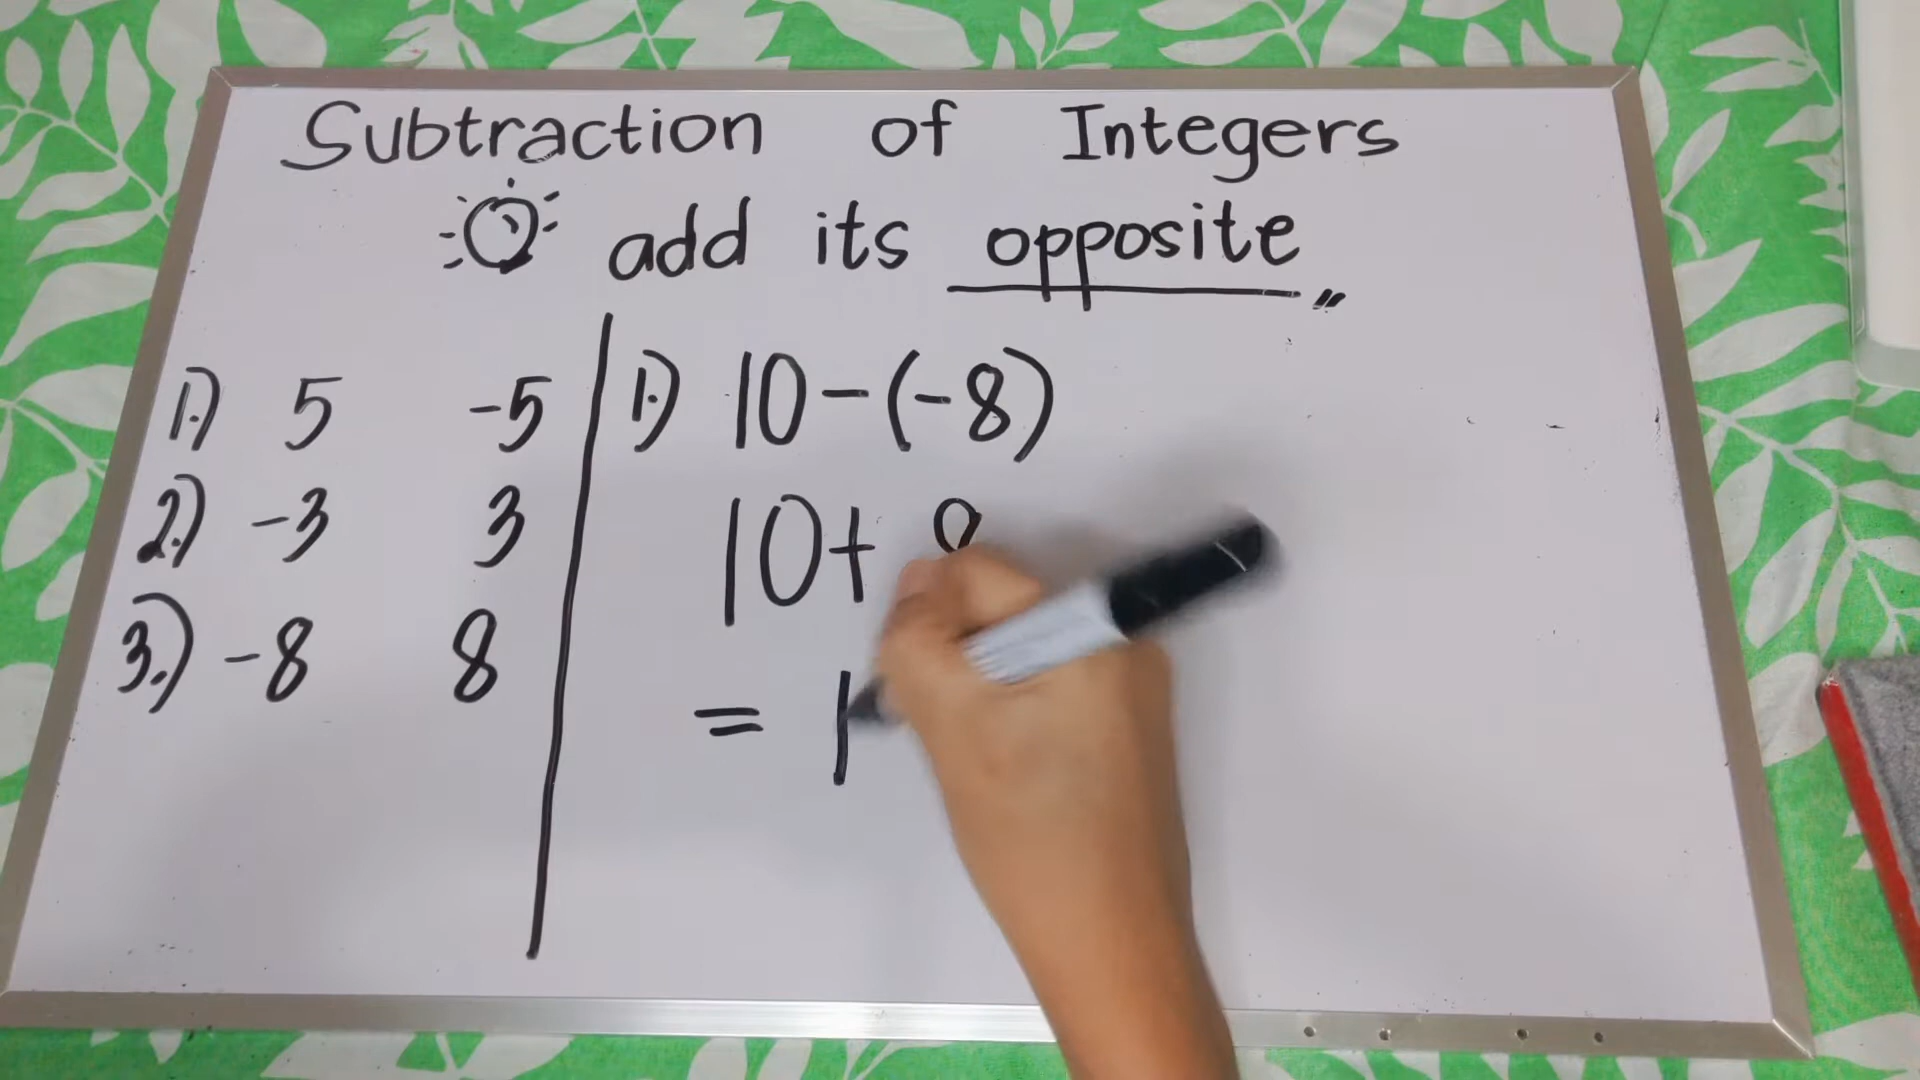 Subtraction of Integers
add its opposite
1.) 5 -5
2.) -3 3
3.) -8 8
1.) 10-(-8)
10+ 8
= 1